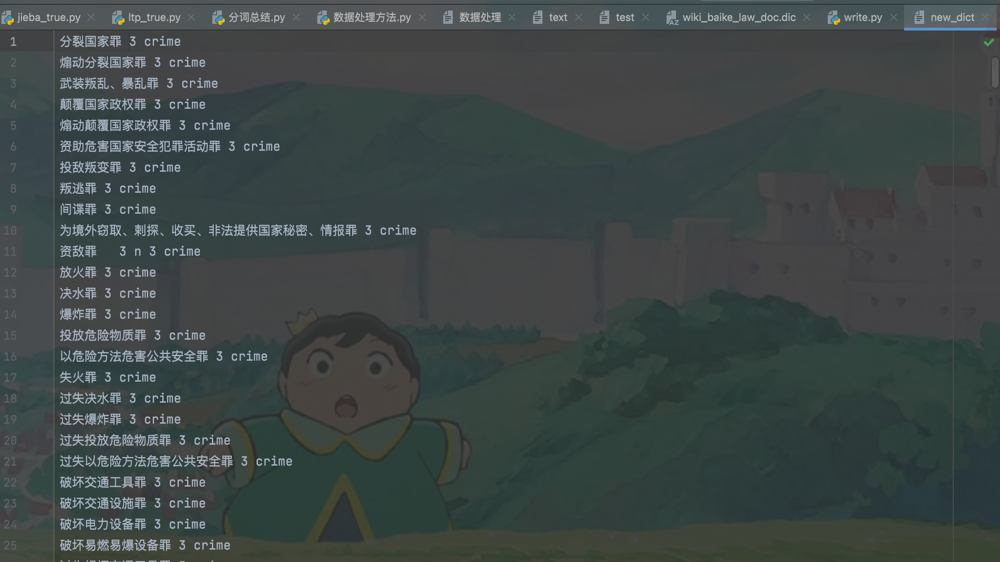 jieba_true.py ltp_true.py 分词总结.py 数据处理方法.py 数据处理 text test wiki_baike_law_doc.dic write.py new_dict
1 分裂国家罪 3 crime
2 煽动分裂国家罪 3 crime
3 武装叛乱、暴乱罪 3 crime
4 颠覆国家政权罪 3 crime
5 煽动颠覆国家政权罪 3 crime
6 资助危害国家安全犯罪活动罪 3 crime
7 投敌叛变罪 3 crime
8 叛逃罪 3 crime
9 间谍罪 3 crime
10 为境外窃取、刺探、收买、非法提供国家秘密、情报罪 3 crime
11 资敌罪   3 n 3 crime
12 放火罪 3 crime
13 决水罪 3 crime
14 爆炸罪 3 crime
15 投放危险物质罪 3 crime
16 以危险方法危害公共安全罪 3 crime
17 失火罪 3 crime
18 过失决水罪 3 crime
19 过失爆炸罪 3 crime
20 过失投放危险物质罪 3 crime
21 过失以危险方法危害公共安全罪 3 crime
22 破坏交通工具罪 3 crime
23 破坏交通设施罪 3 crime
24 破坏电力设备罪 3 crime
25 破坏易燃易爆设备罪 3 crime